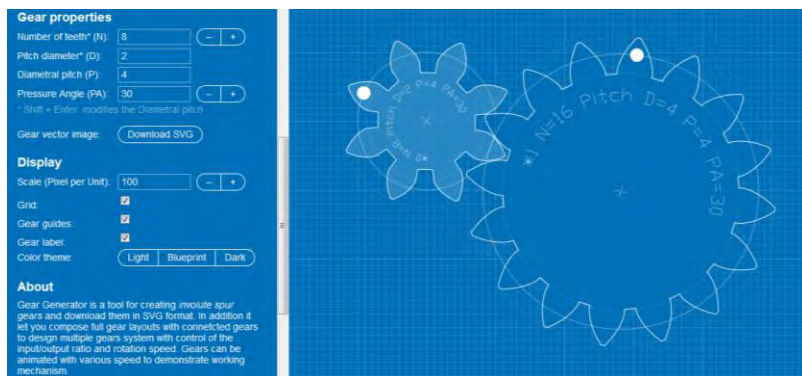 Gear properties
Number of teeth* (N): 8 – +
Pitch diameter* (D): 2
Diametral pitch (P): 4
Pressure Angle (PA): 30 – +
* Shift + Enter: modifies the Diametral pitch
Gear vector image: Download SVG
Display
Scale (Pixel per Unit): 100 – +
Grid:
Gear guides:
Gear label:
Color theme: Light Blueprint Dark
About
Gear Generator is a tool for creating involute spur
gears and download them in SVG format. In addition it
let you compose full gear layouts with connetcted gears
to design multiple gears system with control of the
input/output ratio and rotation speed. Gears can be
animated with various speed to demonstrate working
mechanism.
*0 N=8 Pitch D=2 P=4 PA=30
*1 N=16 Pitch D=4 P=4 PA=30